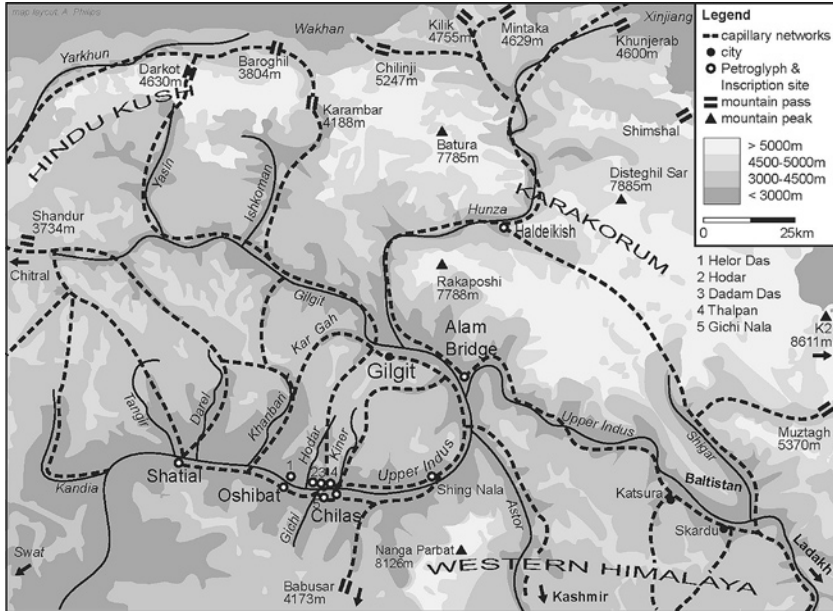 map layout: A. Philips
Wakhan
Kilik
4755m
Mintaka
4629m
Xinjiang
Khunjerab
4600m
Yarkhun
Darkot
4630m
Baroghil
3804m
Chilinji
5247m
Karambar
4188m
HINDU KUSH
Batura
7785m
Shimshal
Disteghil Sar
7885m
KARAKORUM
Yasin
Ishkoman
Hunza
Haldeikish
Shandur
3734m
Chitral
Rakaposhi
7788m
Gilgit
Kar Gah
Gilgit
Alam
Bridge
K2
8611m
Tangir
Darel
Khanbari
Hodar
Kiner
Upper Indus
Upper Indus
Shigar
Muztagh
5370m
Kandia
Shatial
Oshibat
1
2
3
4
5
Gichi
Chilas
Shing Nala
Astor
Katsura
Baltistan
Skardu
Ladakh
Swat
Babusar
4173m
Nanga Parbat
8126m
WESTERN HIMALAYA
Kashmir
Legend
capillary networks
city
Petroglyph &
Inscription site
mountain pass
mountain peak
> 5000m
4500-5000m
3000-4500m
< 3000m
0 25km
1 Helor Das
2 Hodar
3 Dadam Das
4 Thalpan
5 Gichi Nala